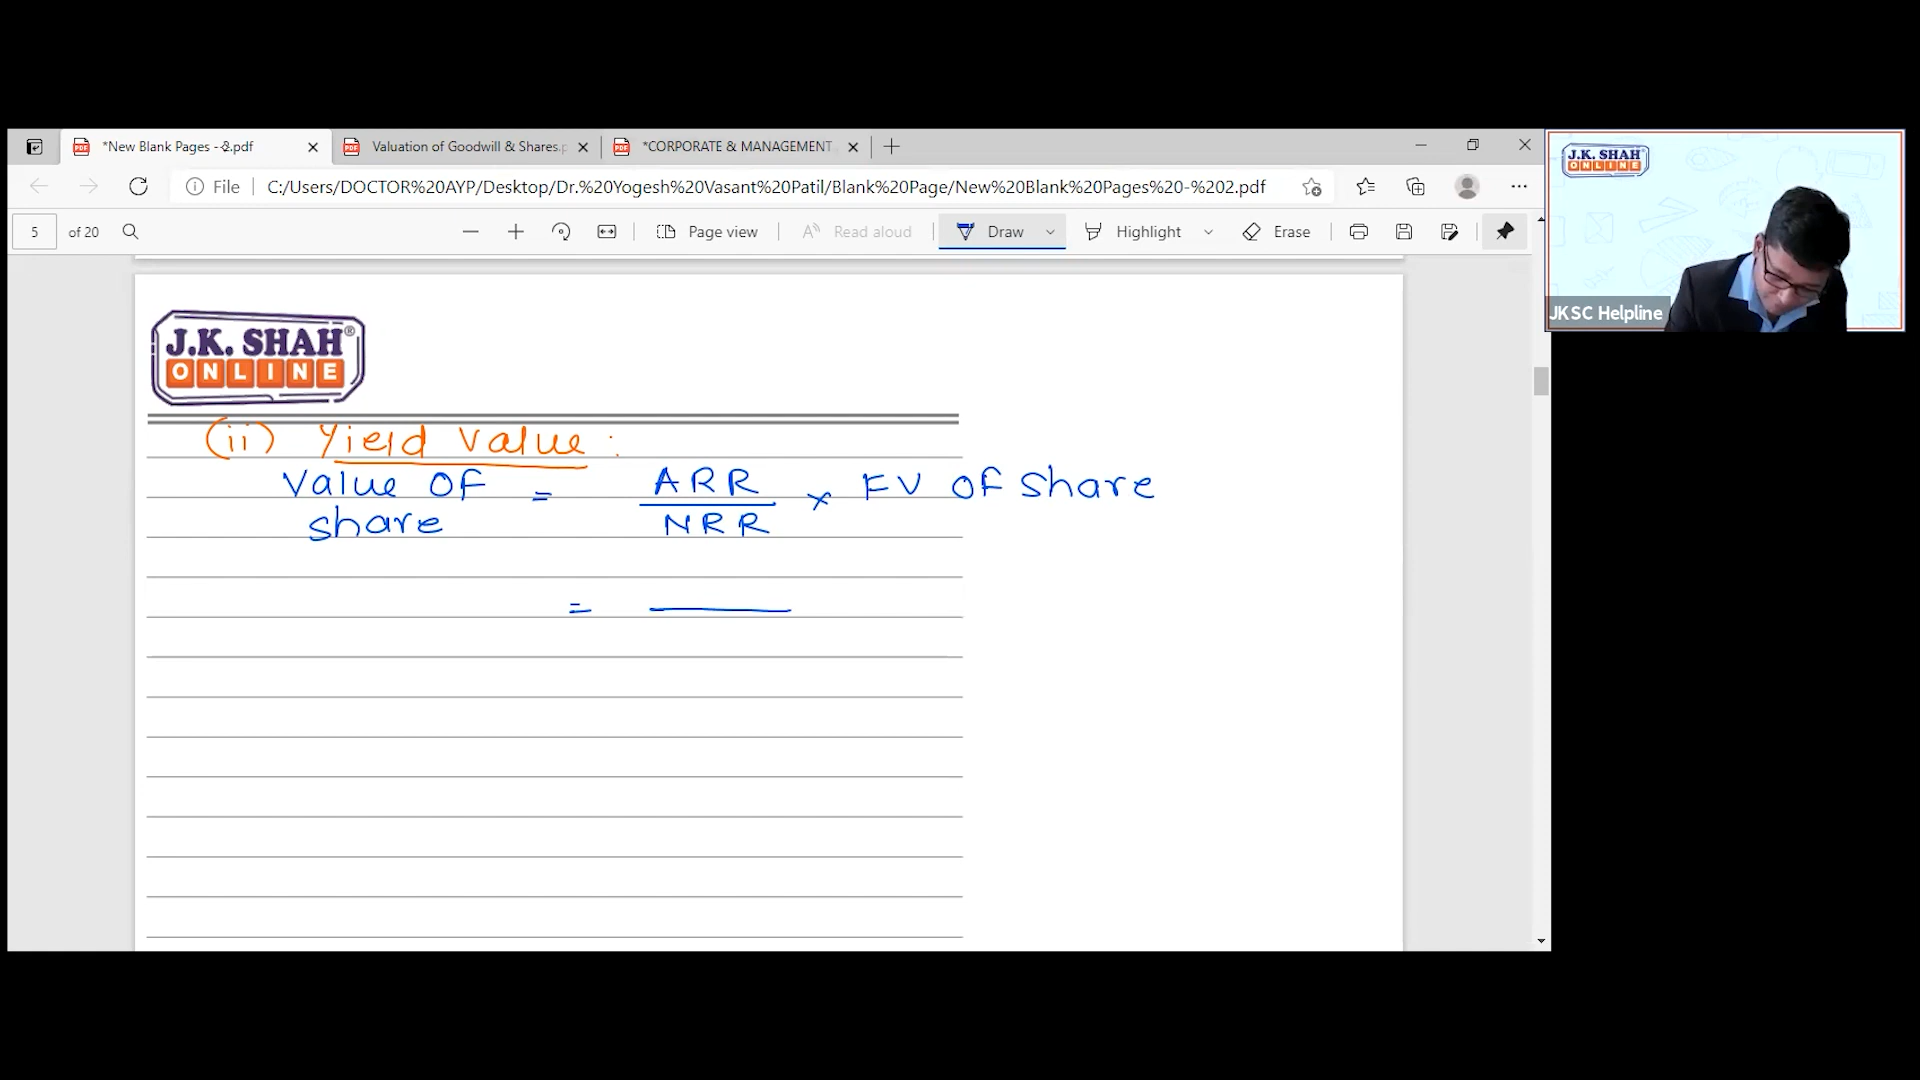 *New Blank Pages - 2.pdf
Valuation of Goodwill & Shares.p
*CORPORATE & MANAGEMENT
File
C:/Users/DOCTOR%20AYP/Desktop/Dr.%20Yogesh%20Vasant%20Patil/Blank%20Page/New%20Blank%20Pages%20-%202.pdf
5 of 20
Page view
Read aloud
Draw
Highlight
Erase
J.K. SHAH
ONLINE
JKSC Helpline
J.K. SHAH®
ONLINE
(ii) Yield Value :
Value OF share = ARR / NRR × FV of share
=